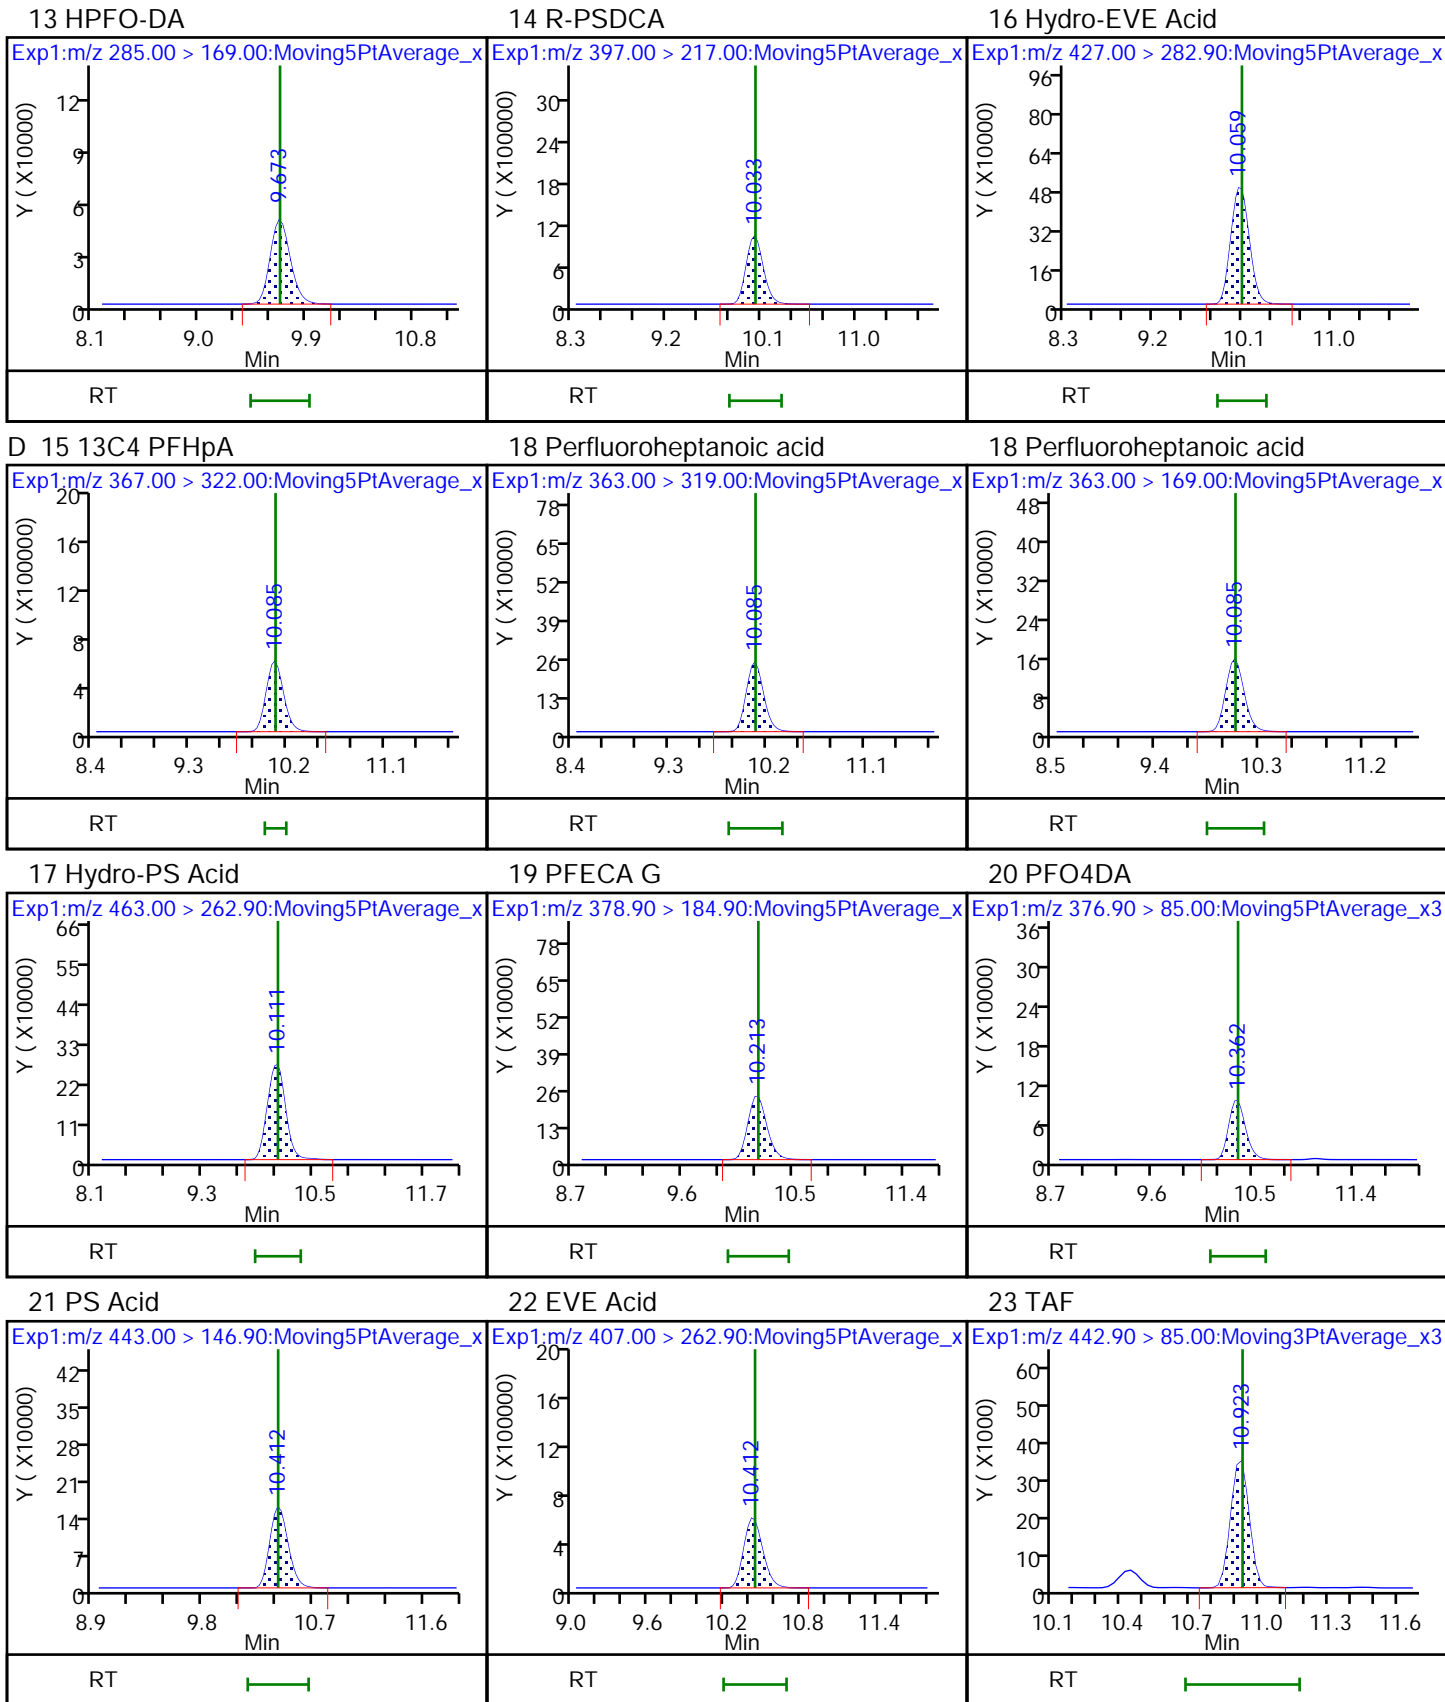 13 HPFO-DA
Exp1:m/z 285.00 > 169.00:Moving5PtAverage_x
Y ( X10000)
12
9
6
3
0
9.673
8.1 9.0 9.9 10.8
Min
RT
14 R-PSDCA
Exp1:m/z 397.00 > 217.00:Moving5PtAverage_x
Y ( X100000)
30
24
18
12
6
0
10.033
8.3 9.2 10.1 11.0
Min
RT
16 Hydro-EVE Acid
Exp1:m/z 427.00 > 282.90:Moving5PtAverage_x
Y ( X10000)
96
80
64
48
32
16
0
10.059
8.3 9.2 10.1 11.0
Min
RT
D 15 13C4 PFHpA
Exp1:m/z 367.00 > 322.00:Moving5PtAverage_x
Y ( X100000)
20
16
12
8
4
0
10.085
8.4 9.3 10.2 11.1
Min
RT
18 Perfluoroheptanoic acid
Exp1:m/z 363.00 > 319.00:Moving5PtAverage_x
Y ( X10000)
78
65
52
39
26
13
0
10.085
8.4 9.3 10.2 11.1
Min
RT
18 Perfluoroheptanoic acid
Exp1:m/z 363.00 > 169.00:Moving5PtAverage_x
Y ( X10000)
48
40
32
24
16
8
0
10.085
8.5 9.4 10.3 11.2
Min
RT
17 Hydro-PS Acid
Exp1:m/z 463.00 > 262.90:Moving5PtAverage_x
Y ( X10000)
66
55
44
33
22
11
0
10.111
8.1 9.3 10.5 11.7
Min
RT
19 PFECA G
Exp1:m/z 378.90 > 184.90:Moving5PtAverage_x
Y ( X10000)
78
65
52
39
26
13
0
10.213
8.7 9.6 10.5 11.4
Min
RT
20 PFO4DA
Exp1:m/z 376.90 > 85.00:Moving5PtAverage_x3
Y ( X10000)
36
30
24
18
12
6
0
10.362
8.7 9.6 10.5 11.4
Min
RT
21 PS Acid
Exp1:m/z 443.00 > 146.90:Moving5PtAverage_x
Y ( X10000)
42
35
28
21
14
7
0
10.412
8.9 9.8 10.7 11.6
Min
RT
22 EVE Acid
Exp1:m/z 407.00 > 262.90:Moving5PtAverage_x
Y ( X100000)
20
16
12
8
4
0
10.412
9.0 9.6 10.2 10.8 11.4
Min
RT
23 TAF
Exp1:m/z 442.90 > 85.00:Moving3PtAverage_x3
Y ( X1000)
60
50
40
30
20
10
0
10.923
10.1 10.4 10.7 11.0 11.3 11.6
Min
RT